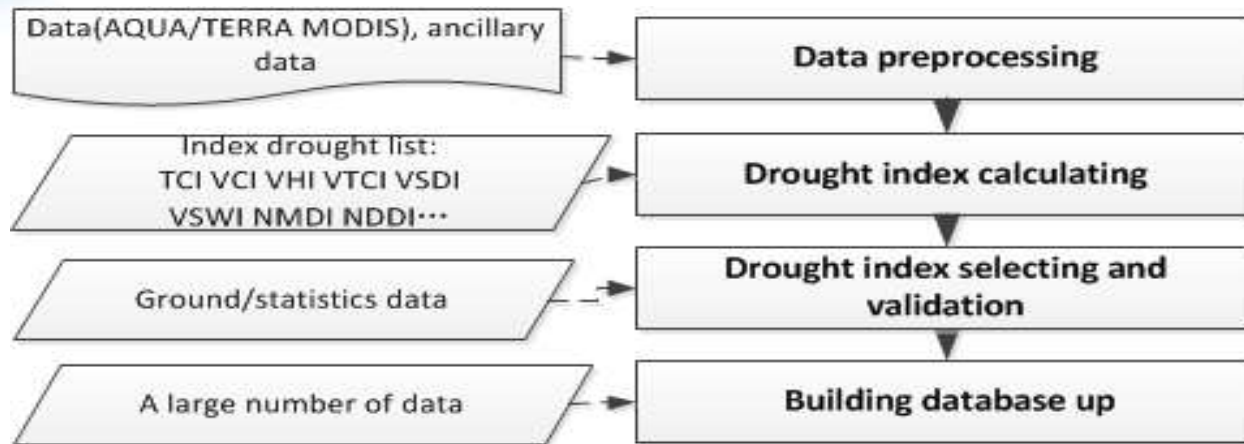 Data(AQUA/TERRA MODIS), ancillary
data
Data preprocessing
Index drought list:
TCI VCI VHI VTCI VSDI
VSWI NMDI NDDI···
Drought index calculating
Ground/statistics data
Drought index selecting and
validation
A large number of data
Building database up